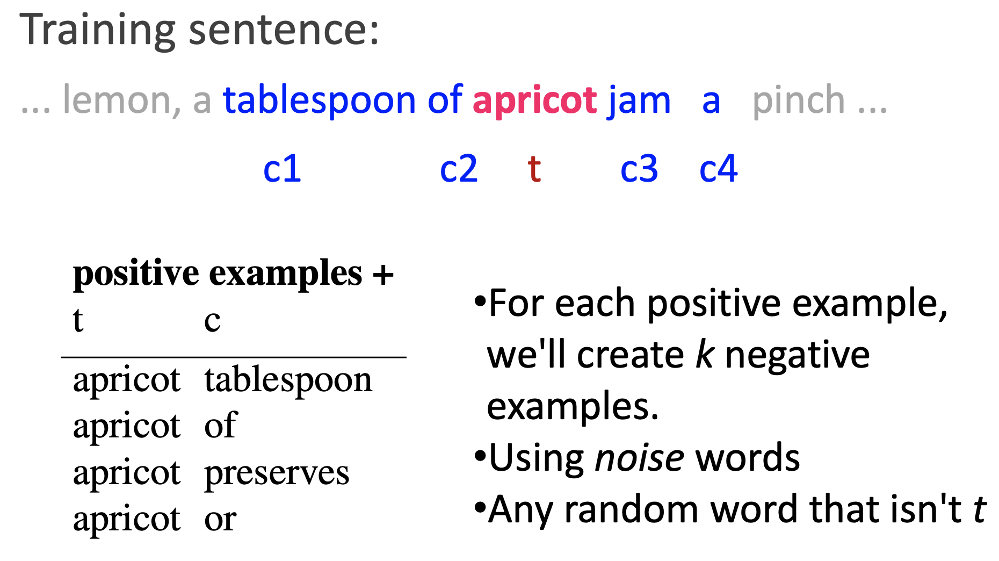 Training sentence:
... lemon, a tablespoon of apricot jam a pinch ...
c1 c2 t c3 c4
positive examples +
t c
apricot tablespoon
apricot of
apricot preserves
apricot or
•For each positive example,
we'll create k negative
examples.
•Using noise words
•Any random word that isn't t